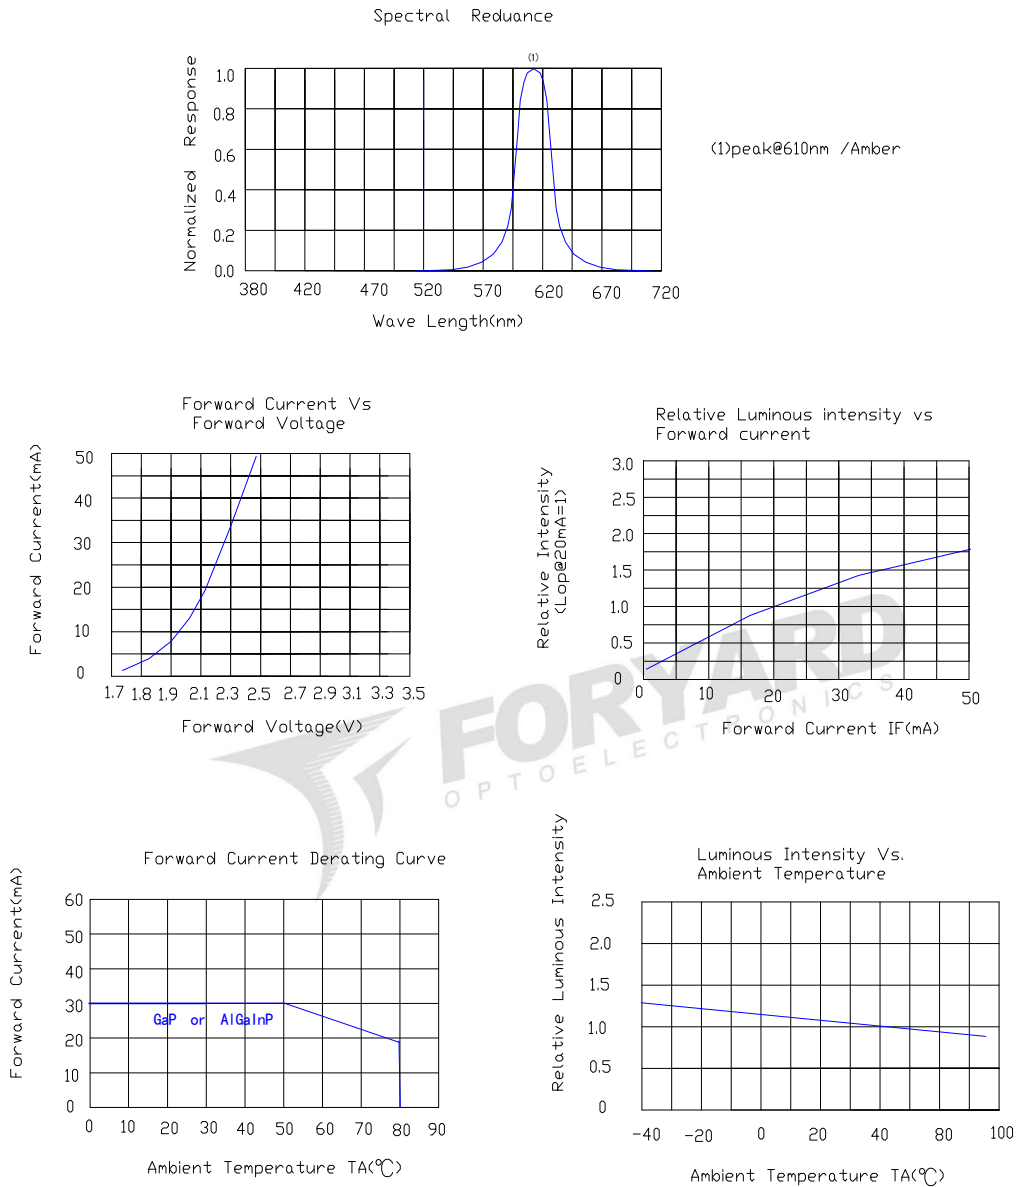 Spectral Reduance
(1)
Normalized Response
1.0
0.8
0.6
0.4
0.2
0.0
380 420 470 520 570 620 670 720
Wave Length(nm)
(1)peak@610nm /Amber
Forward Current Vs
Forward Voltage
Forward Current(mA)
50
40
30
20
10
0
1.7 1.8 1.9 2.1 2.3 2.5 2.7 2.9 3.1 3.3 3.5
Forward Voltage(V)
Relative Luminous intensity vs
Forward current
Relative Intensity
(Lop@20mA=1)
3.0
2.5
2.0
1.5
1.0
0.5
0
0 10 20 30 40 50
Forward Current IF(mA)
FORYARD
OPTOELECTRONICS
Forward Current Derating Curve
Forward Current(mA)
60
50
40
30
20
10
0
GaP or AlGaInP
0 10 20 30 40 50 60 70 80 90
Ambient Temperature TA(℃)
Luminous Intensity Vs.
Ambient Temperature
Relative Luminous Intensity
2.5
2.0
1.5
1.0
0.5
0
-40 -20 0 20 40 80 100
Ambient Temperature TA(℃)